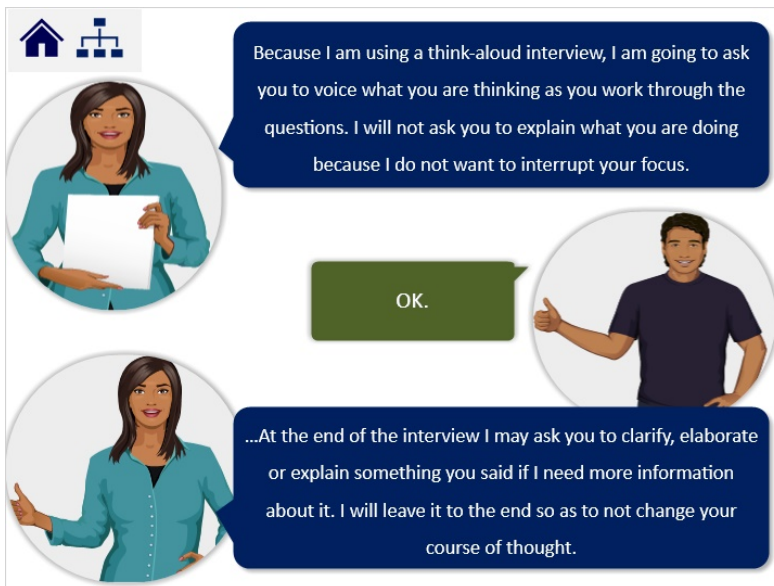 Because I am using a think-aloud interview, I am going to ask
you to voice what you are thinking as you work through the
questions. I will not ask you to explain what you are doing
because I do not want to interrupt your focus.
OK.
...At the end of the interview I may ask you to clarify, elaborate
or explain something you said if I need more information
about it. I will leave it to the end so as to not change your
course of thought.